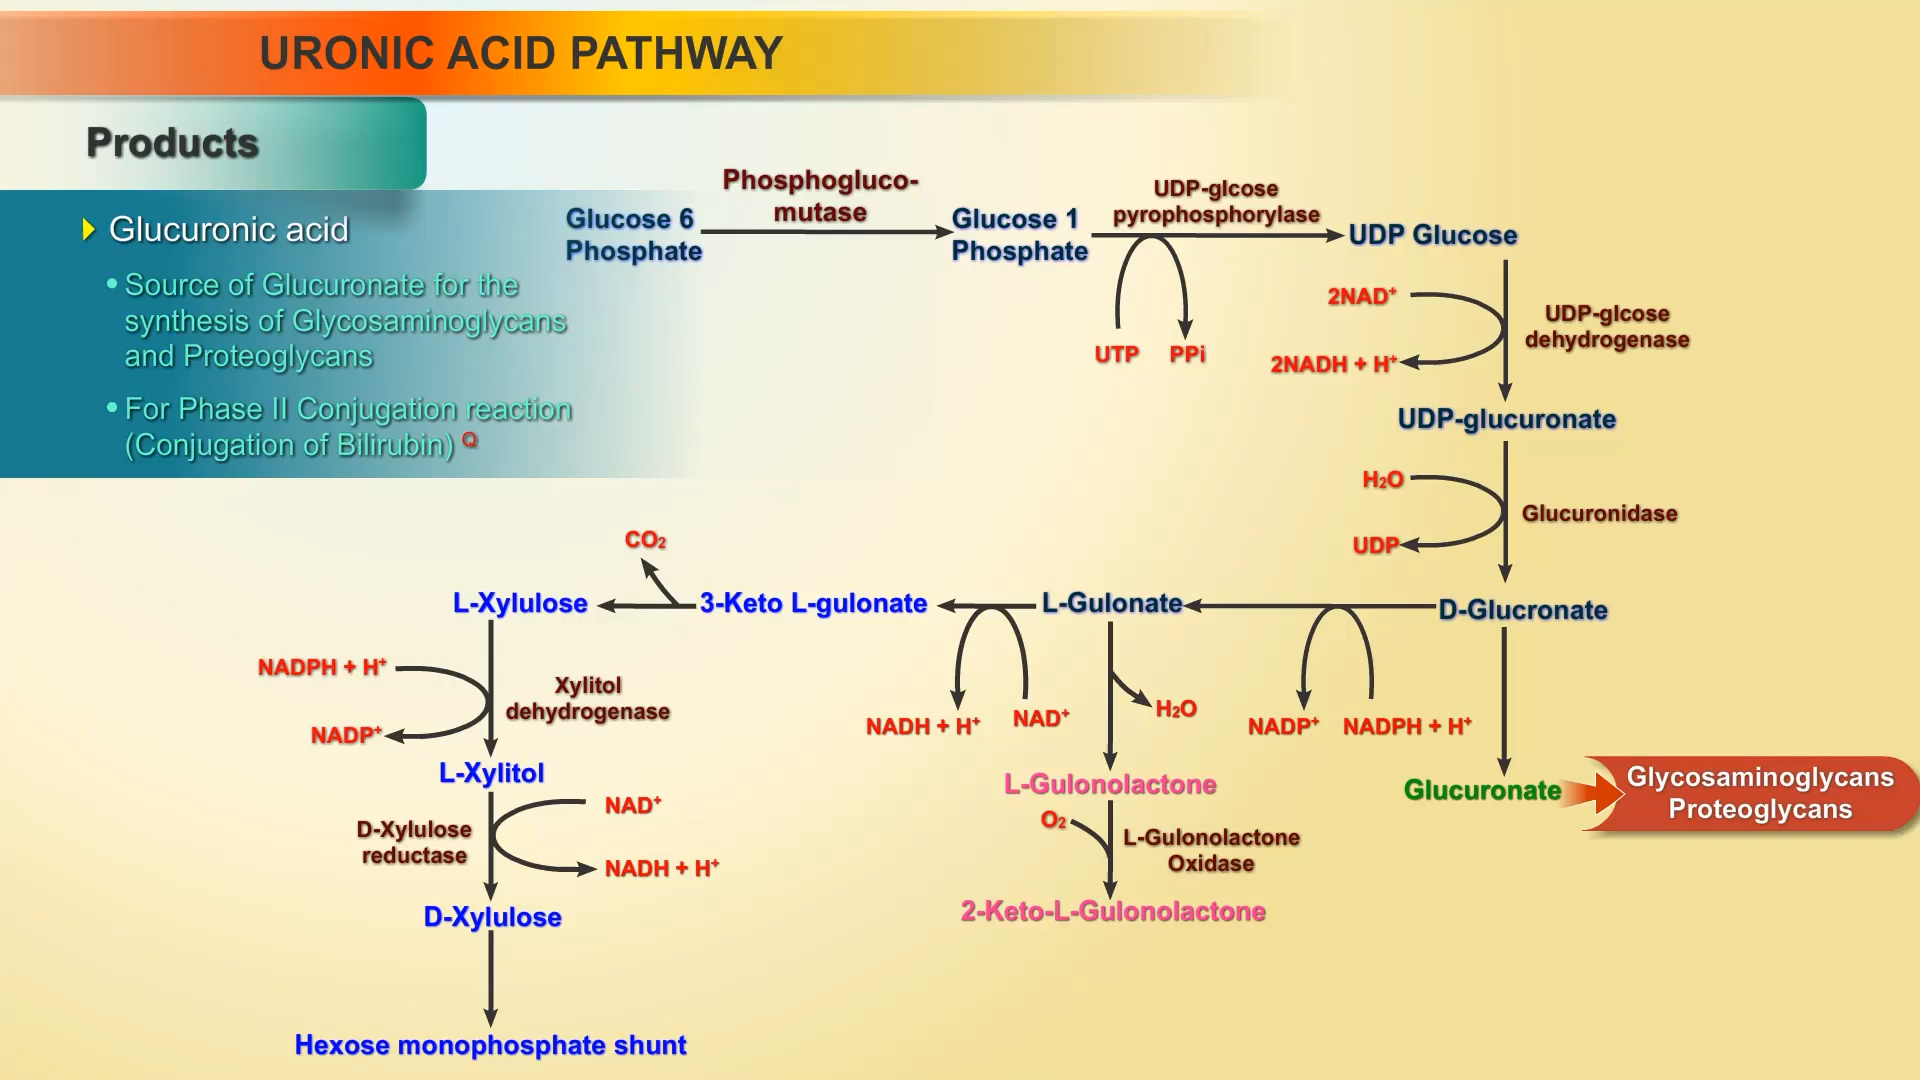 URONIC ACID PATHWAY
Products
Glucuronic acid
• Source of Glucuronate for the
synthesis of Glycosaminoglycans
and Proteoglycans
• For Phase II Conjugation reaction
(Conjugation of Bilirubin) Q
Glucose 6
Phosphate
Phosphogluco-
mutase
Glucose 1
Phosphate
UDP-glcose
pyrophosphorylase
UTP
PPi
UDP Glucose
2NAD⁺
2NADH + H⁺
UDP-glcose
dehydrogenase
UDP-glucuronate
H₂O
UDP
Glucuronidase
D-Glucronate
NADP⁺
NADPH + H⁺
Glucuronate
Glycosaminoglycans
Proteoglycans
L-Gulonate
H₂O
L-Gulonolactone
O₂
L-Gulonolactone
Oxidase
2-Keto-L-Gulonolactone
NADH + H⁺
NAD⁺
3-Keto L-gulonate
CO₂
L-Xylulose
NADPH + H⁺
NADP⁺
Xylitol
dehydrogenase
L-Xylitol
NAD⁺
NADH + H⁺
D-Xylulose
reductase
D-Xylulose
Hexose monophosphate shunt